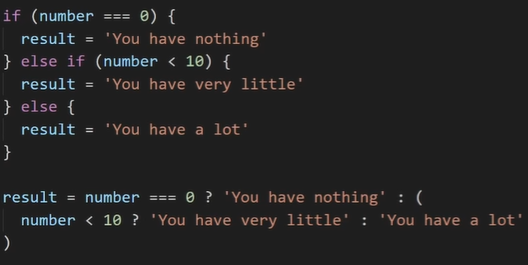 if (number === 0) {
  result = 'You have nothing'
} else if (number < 10) {
  result = 'You have very little'
} else {
  result = 'You have a lot'
}

result = number === 0 ? 'You have nothing' : (
  number < 10 ? 'You have very little' : 'You have a lot'
)